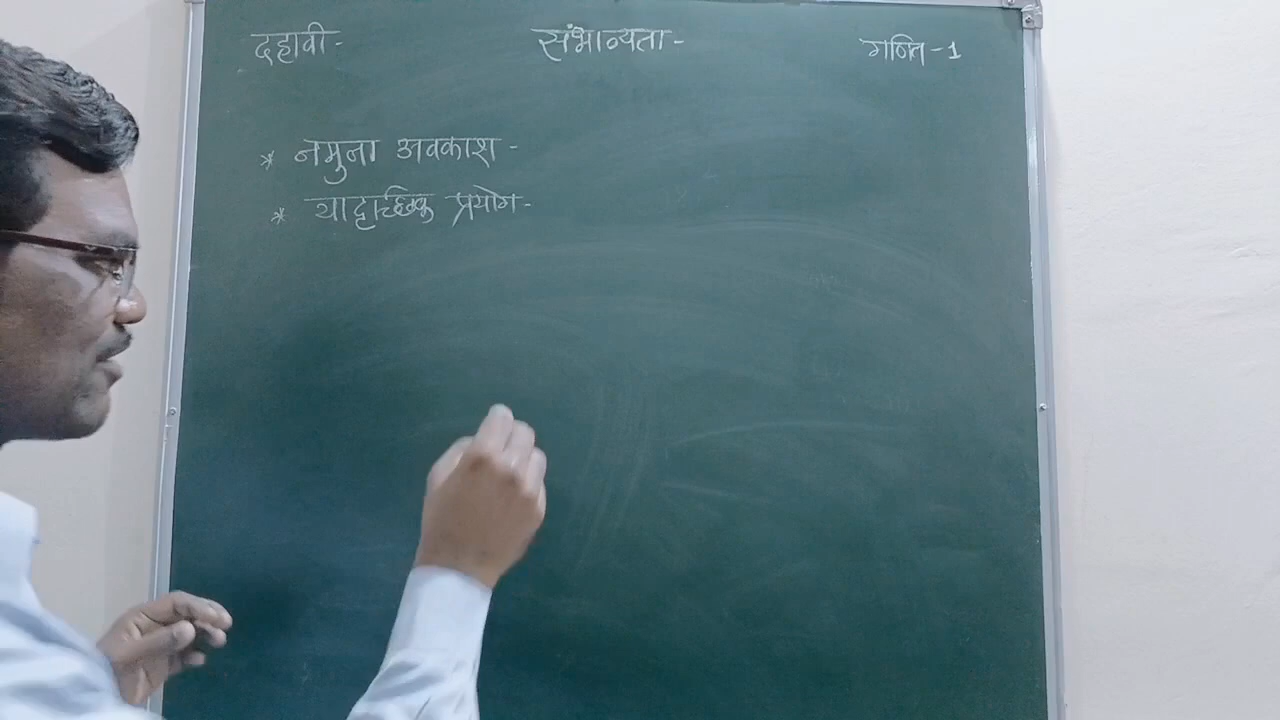 दहावी- संभाव्यता- गणित-1
* नमुना अवकाश-
* यादृच्छिक प्रयोग-